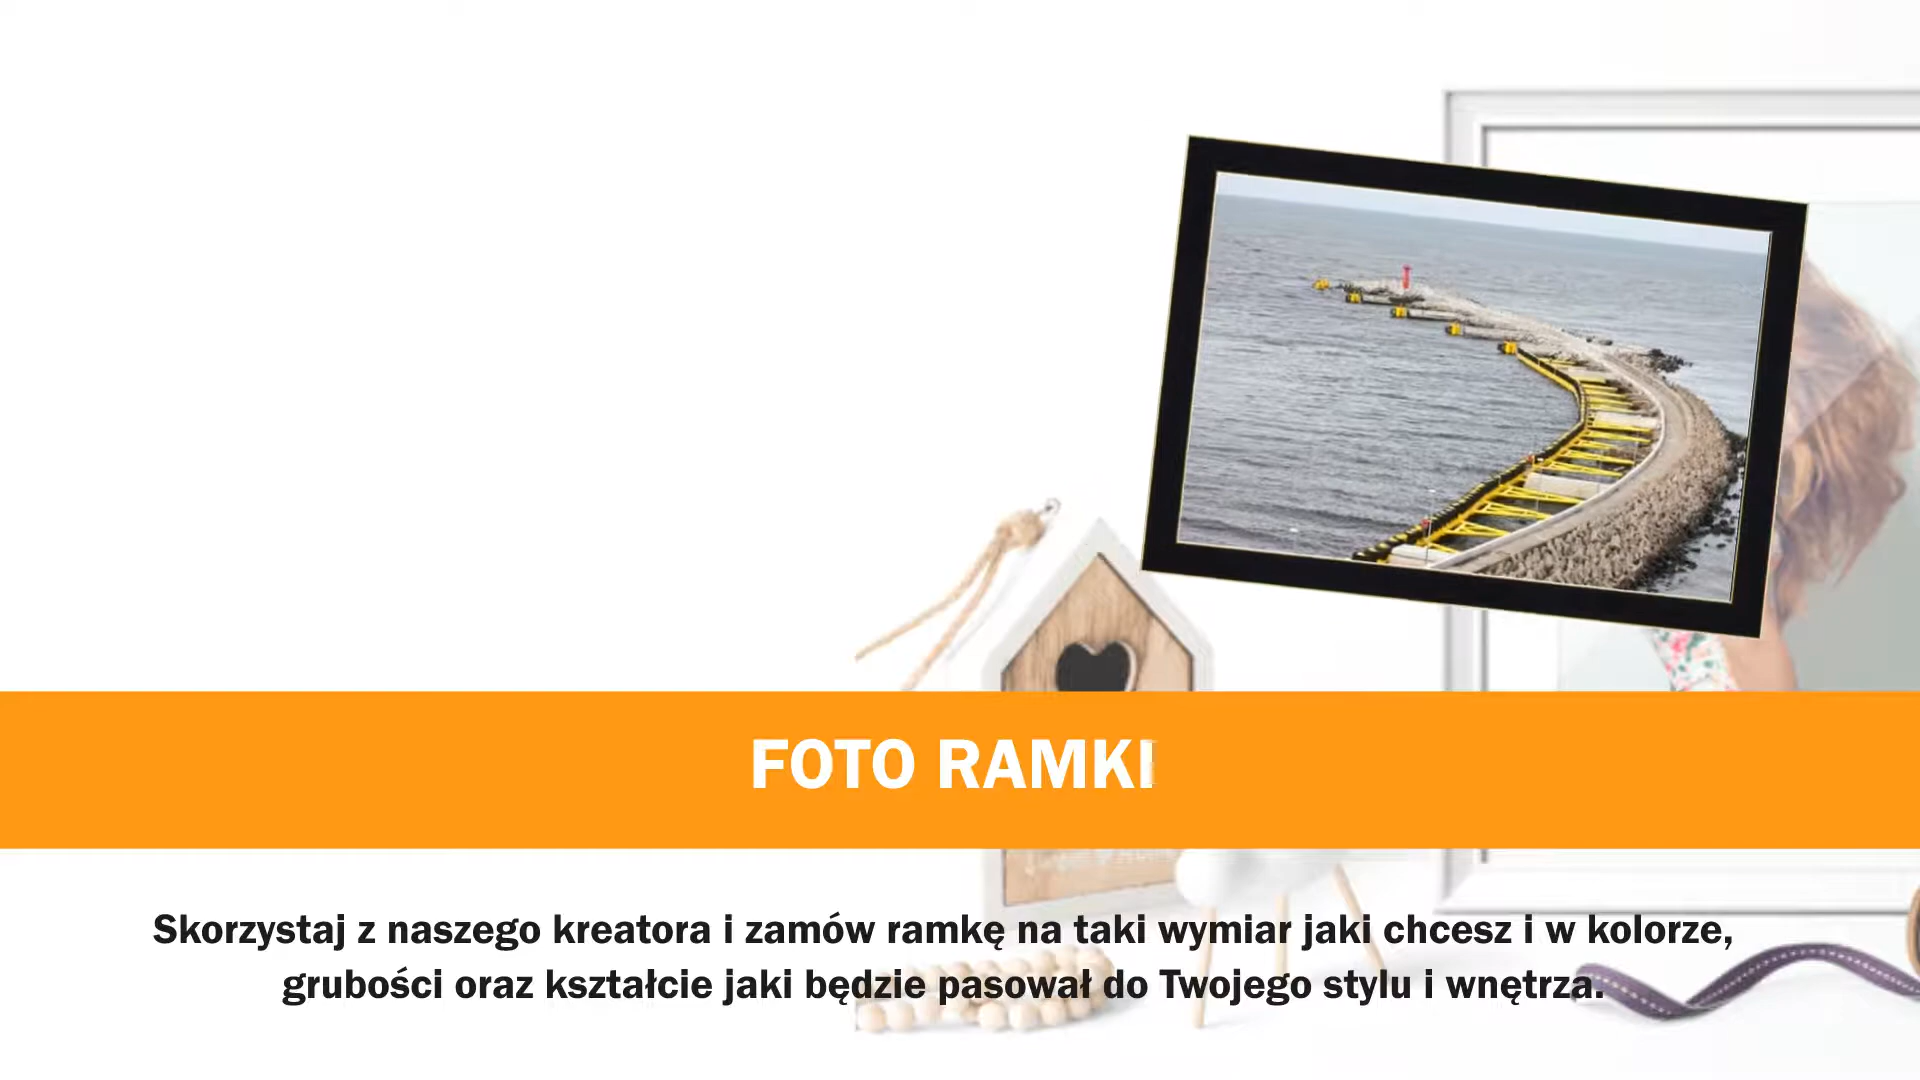 FOTO RAMKI
Skorzystaj z naszego kreatora i zamów ramkę na taki wymiar jaki chcesz i w kolorze,
grubości oraz kształcie jaki będzie pasował do Twojego stylu i wnętrza.